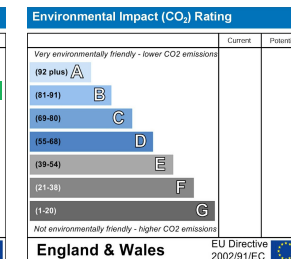 Environmental Impact (CO₂) Rating
Current Potenti
Very environmentally friendly - lower CO2 emissions
(92 plus) A
(81-91) B
(69-80) C
(55-68) D
(39-54) E
(21-38) F
(1-20) G
Not environmentally friendly - higher CO2 emissions
England & Wales
EU Directive
2002/91/EC